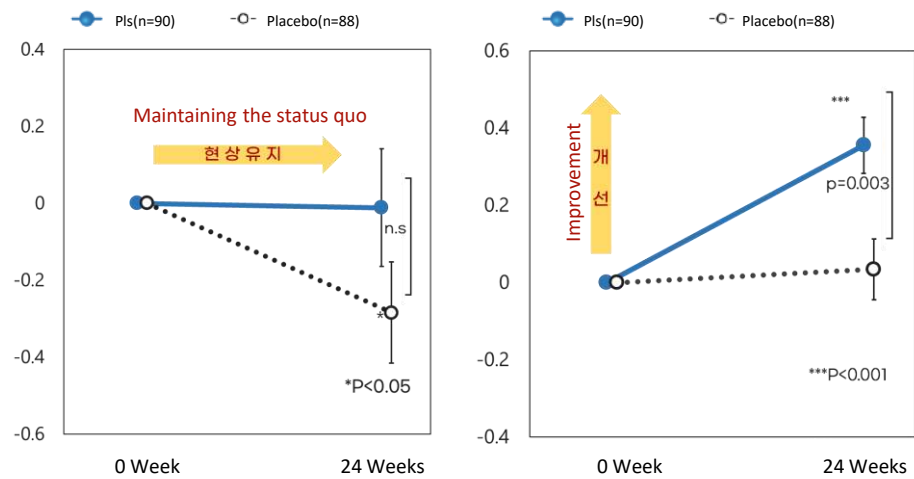 Pls(n=90) Placebo(n=88)
0.4
0.2
0
-0.2
-0.4
-0.6
Maintaining the status quo
현상유지
n.s
*
*P<0.05
0 Week 24 Weeks
Pls(n=90) Placebo(n=88)
0.6
0.4
0.2
0
-0.2
-0.4
Improvement
개선
***
p=0.003
***P<0.001
0 Week 24 Weeks